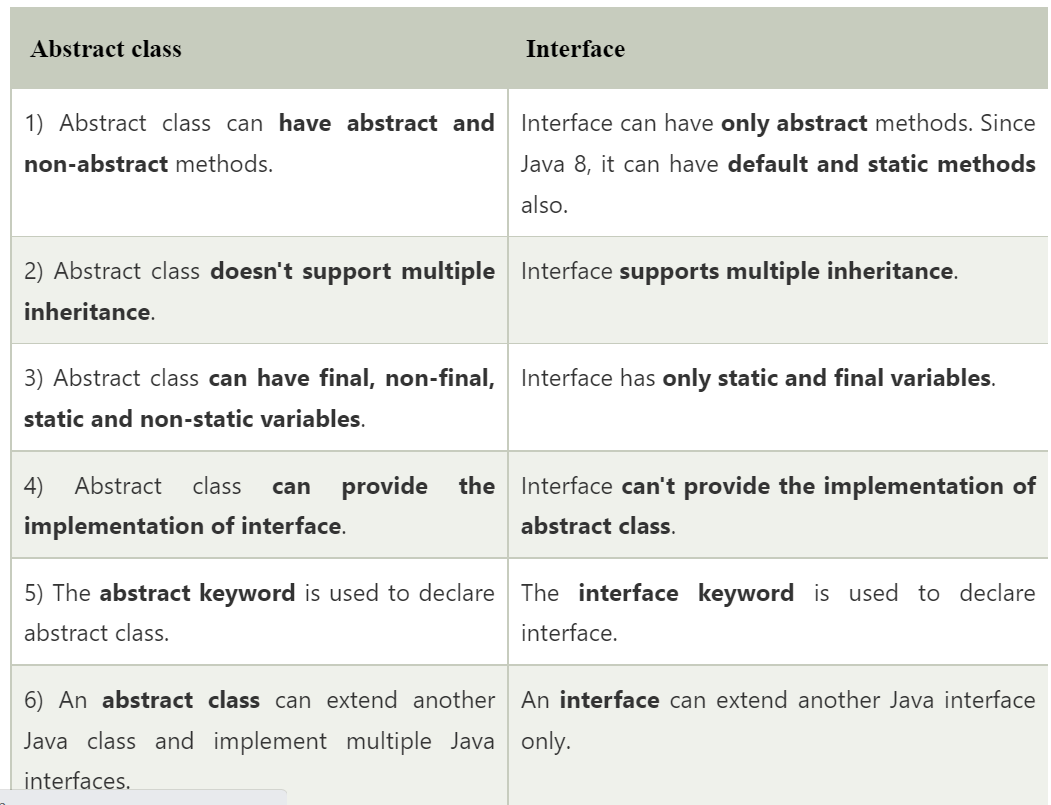 Abstract class
Interface
1) Abstract class can have abstract and
non-abstract methods.
Interface can have only abstract methods. Since
Java 8, it can have default and static methods
also.
2) Abstract class doesn't support multiple
inheritance.
Interface supports multiple inheritance.
3) Abstract class can have final, non-final,
static and non-static variables.
Interface has only static and final variables.
4) Abstract class can provide the
implementation of interface.
Interface can't provide the implementation of
abstract class.
5) The abstract keyword is used to declare
abstract class.
The interface keyword is used to declare
interface.
6) An abstract class can extend another
Java class and implement multiple Java
interfaces.
An interface can extend another Java interface
only.